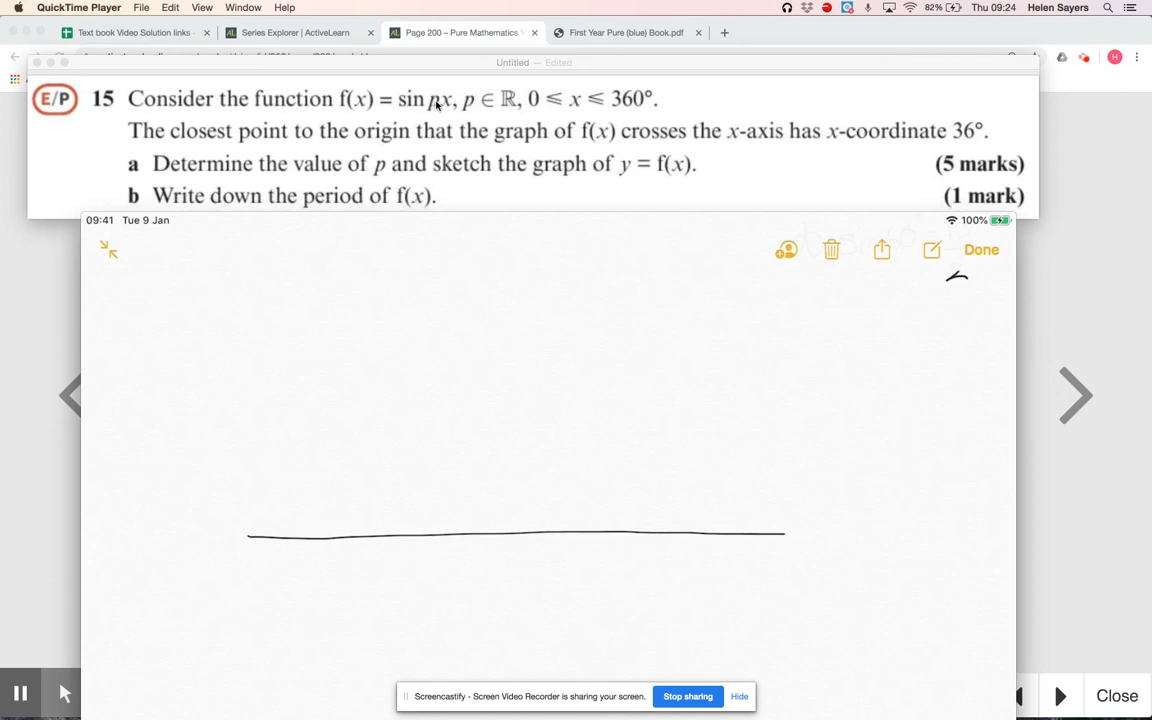 QuickTime Player File Edit View Window Help 82% Thu 09:24 Helen Sayers
Text book Video Solution links - Series Explorer | ActiveLearn Page 200 – Pure Mathematics Y First Year Pure (blue) Book.pdf
Untitled — Edited
E/P 15 Consider the function f(x) = sin px, p ∈ ℝ, 0 ⩽ x ⩽ 360°.
The closest point to the origin that the graph of f(x) crosses the x-axis has x-coordinate 36°.
a Determine the value of p and sketch the graph of y = f(x). (5 marks)
b Write down the period of f(x). (1 mark)
09:41 Tue 9 Jan 100%
Done
Screencastify - Screen Video Recorder is sharing your screen. Stop sharing Hide
Close